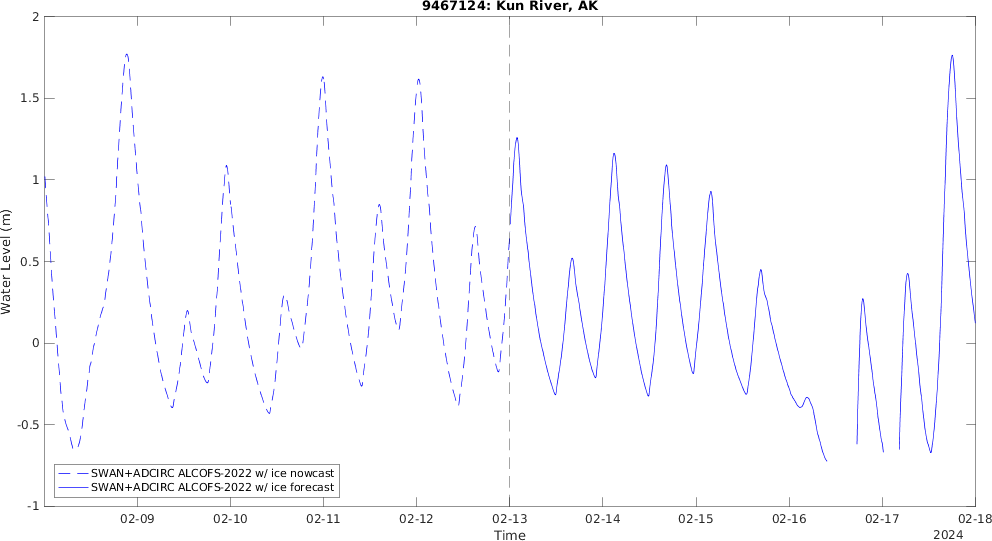 9467124: Kun River, AK
Water Level (m)
2
1.5
1
0.5
0
-0.5
-1
SWAN+ADCIRC ALCOFS-2022 w/ ice nowcast
SWAN+ADCIRC ALCOFS-2022 w/ ice forecast
02-09 02-10 02-11 02-12 02-13 02-14 02-15 02-16 02-17 02-18
Time
2024